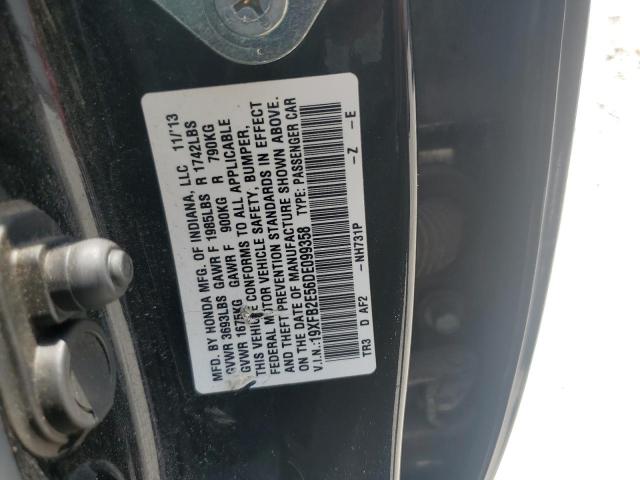 MFD. BY HONDA MFG. OF INDIANA, LLC 11/'13
GVWR 3693LBS GAWR F 1985LBS R 1742LBS
GVWR 1675KG GAWR F 900KG R 790KG
THIS VEHICLE CONFORMS TO ALL APPLICABLE
FEDERAL MOTOR VEHICLE SAFETY, BUMPER,
AND THEFT PREVENTION STANDARDS IN EFFECT
ON THE DATE OF MANUFACTURE SHOWN ABOVE.
V.I.N.:19XFB2E56DE099358 TYPE: PASSENGER CAR
TR3 D AF2 -NH731P -Z -E